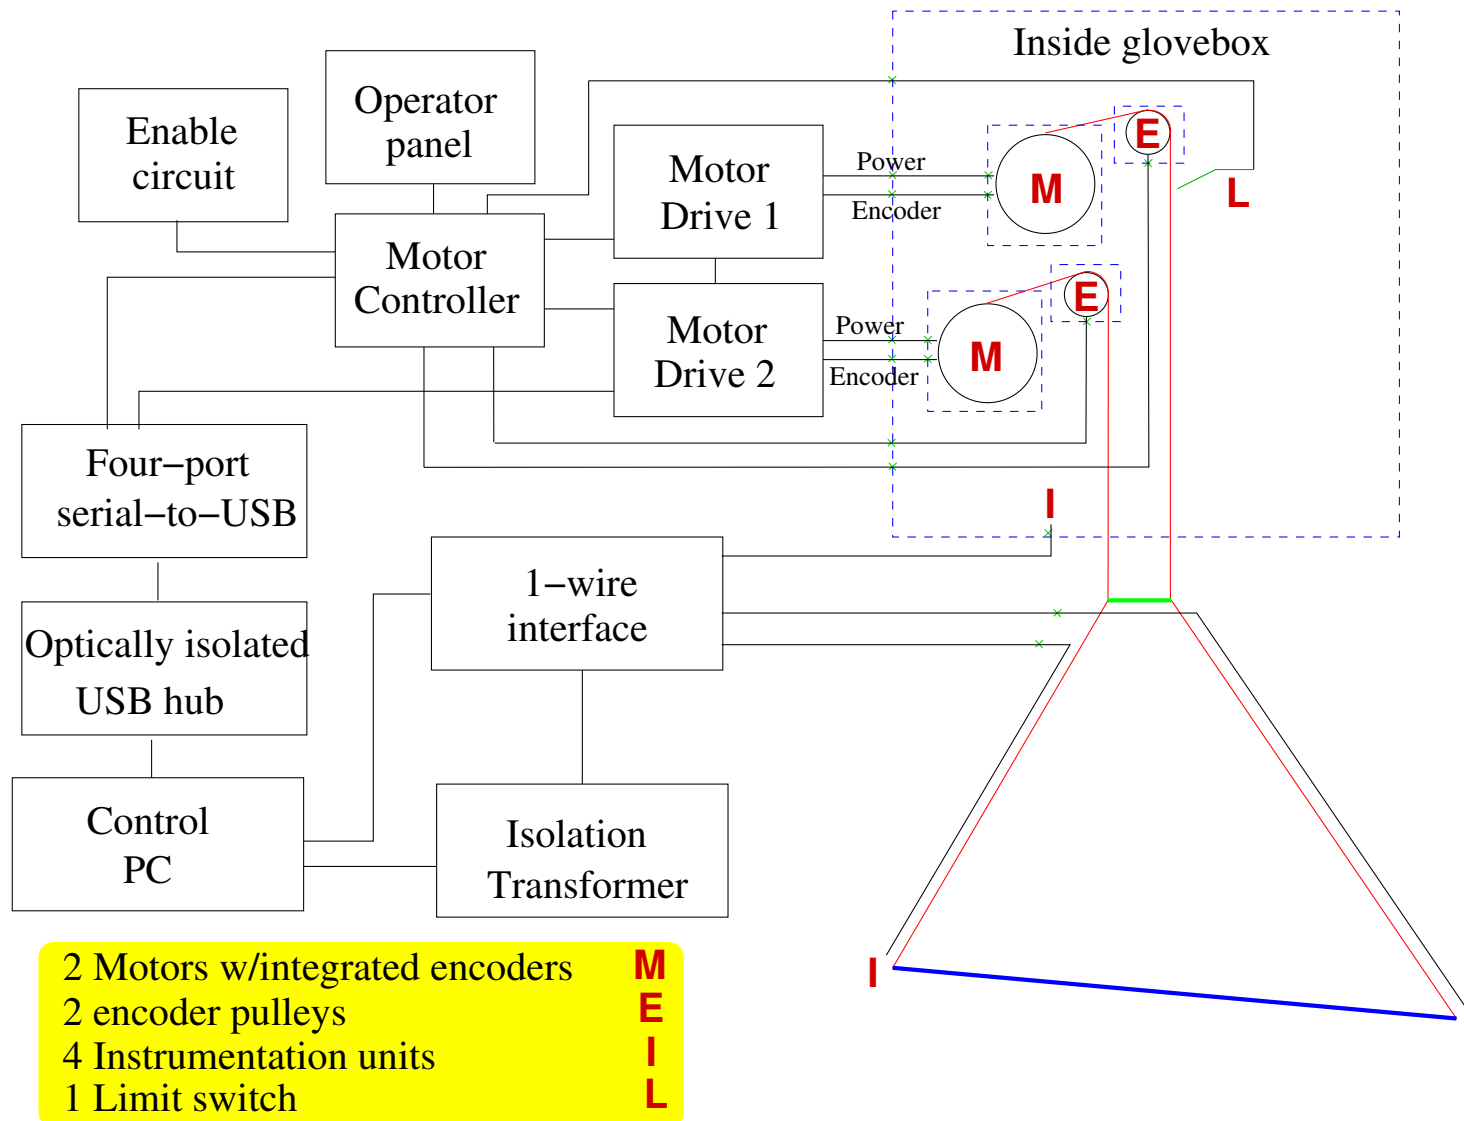 Inside glovebox
Enable
circuit
Operator
panel
Motor
Drive 1
Power
Encoder
M
E
L
Motor
Controller
Motor
Drive 2
Power
Encoder
M
E
Four−port
serial−to−USB
I
1−wire
interface
Optically isolated
USB hub
Control
PC
Isolation
Transformer
I
2 Motors w/integrated encoders M
2 encoder pulleys E
4 Instrumentation units I
1 Limit switch L